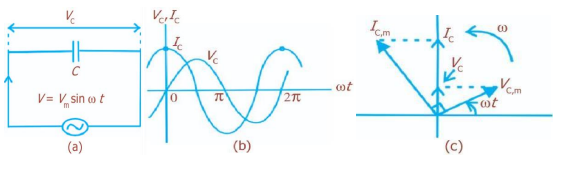 V_C
C
V = V_m sin ω t
(a)
V_C, I_C
I_C
V_C
0
π
2π
ωt
(b)
I_C,m
I_C
ω
V_C
V_C,m
ωt
(c)